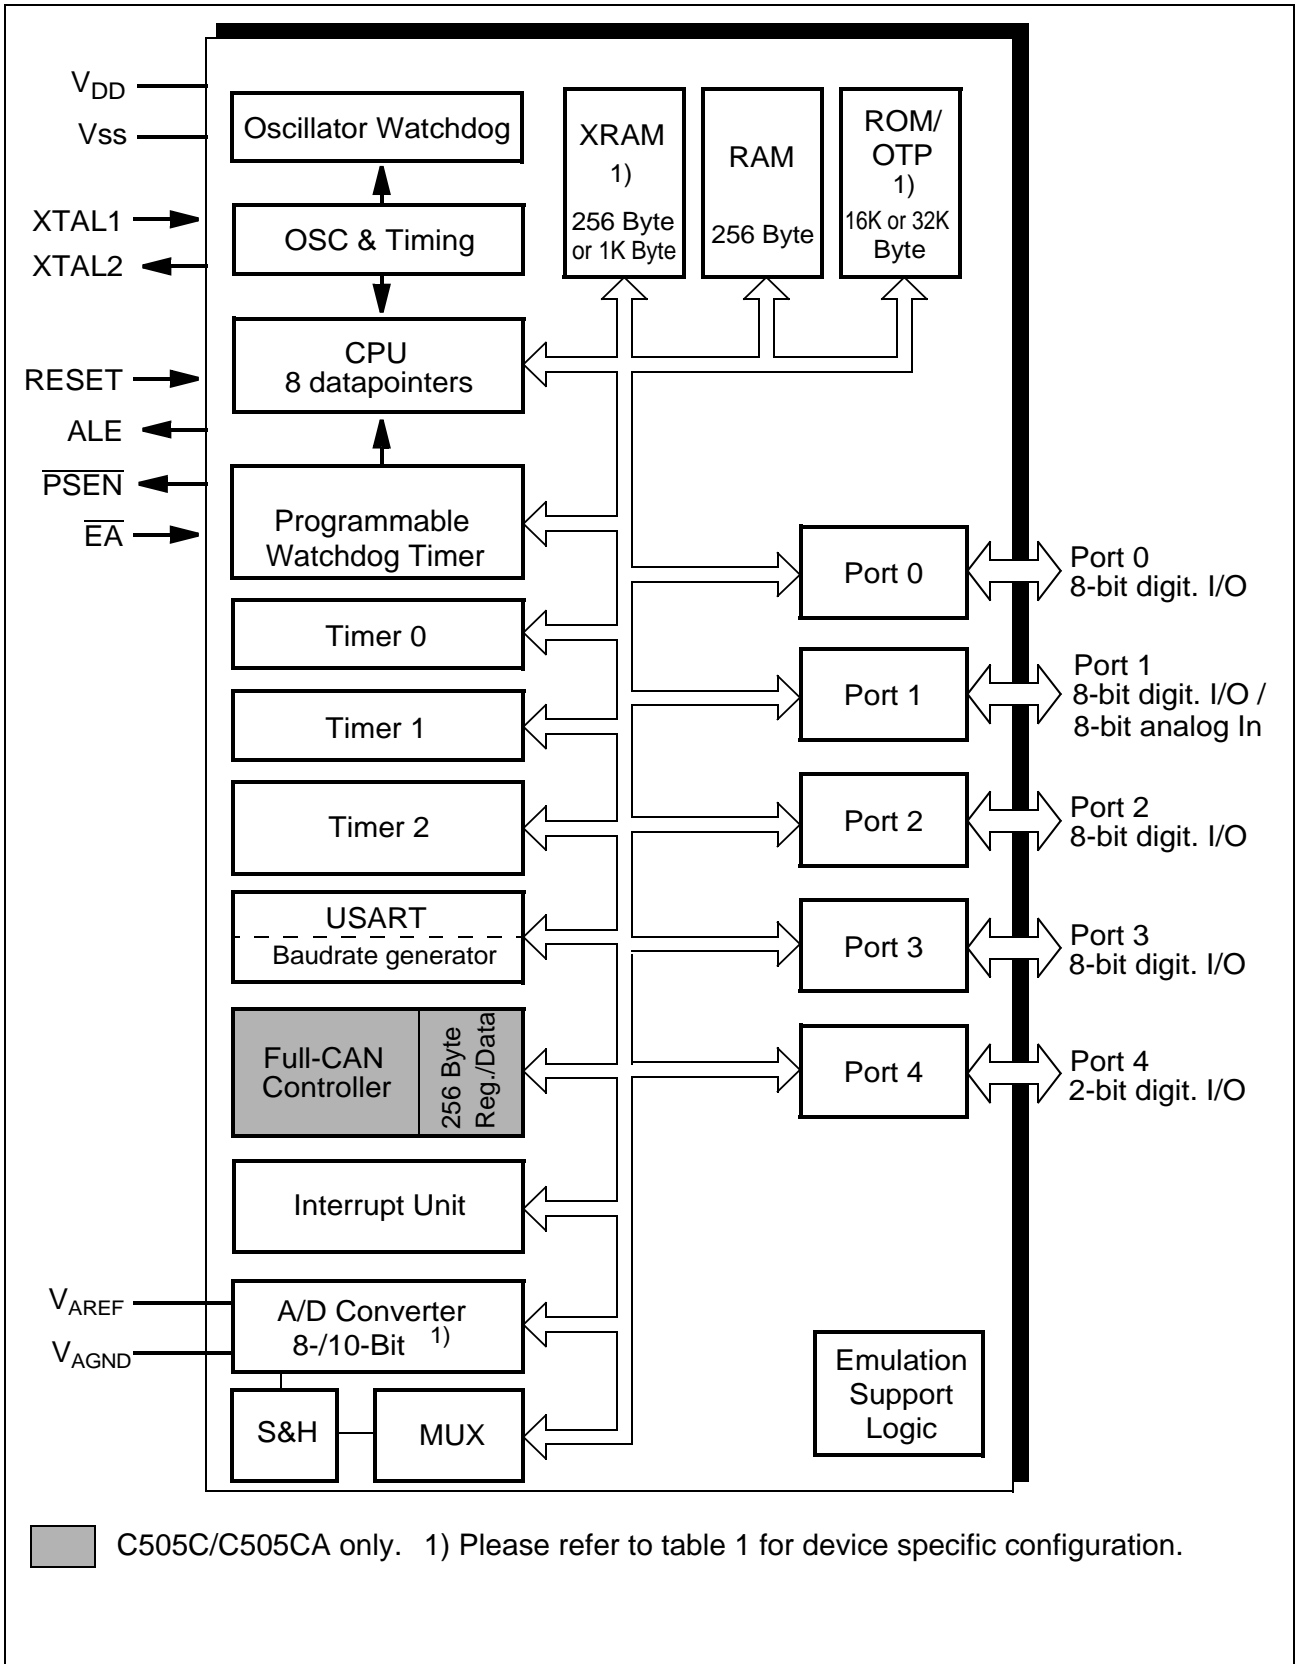 V_DD
Vss
XTAL1
XTAL2
RESET
ALE
PSEN
EA
Oscillator Watchdog
OSC & Timing
CPU
8 datapointers
Programmable
Watchdog Timer
Timer 0
Timer 1
Timer 2
USART
Baudrate generator
Full-CAN
Controller
256 Byte
Reg./Data
Interrupt Unit
V_AREF
V_AGND
A/D Converter
8-/10-Bit 1)
S&H
MUX
XRAM
1)
256 Byte
or 1K Byte
RAM
256 Byte
ROM/
OTP
1)
16K or 32K
Byte
Port 0
Port 0
8-bit digit. I/O
Port 1
Port 1
8-bit digit. I/O /
8-bit analog In
Port 2
Port 2
8-bit digit. I/O
Port 3
Port 3
8-bit digit. I/O
Port 4
Port 4
2-bit digit. I/O
Emulation
Support
Logic
C505C/C505CA only. 1) Please refer to table 1 for device specific configuration.